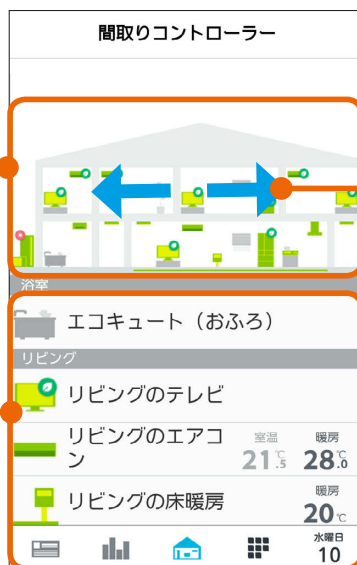 間取りコントローラー
浴室
エコキュート（おふろ）
リビング
リビングのテレビ
リビングのエアコ
ン
室温
21.5℃
暖房
28.0℃
リビングの床暖房
暖房
20℃
水曜日
10